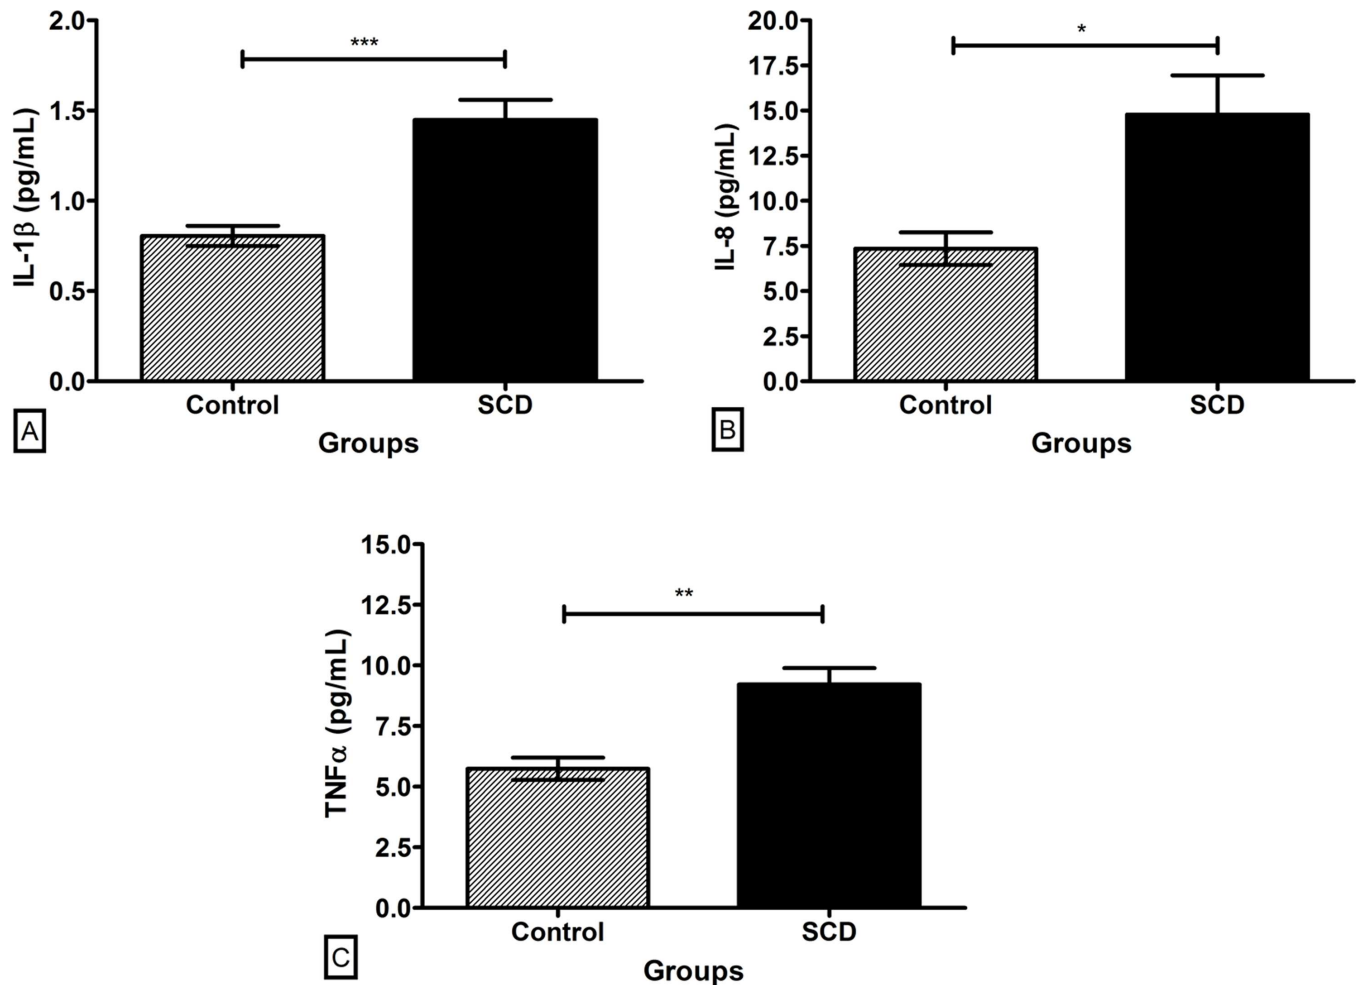 2.0
1.5
1.0
0.5
0.0
IL-1β (pg/mL)
***
Control SCD
Groups
A
20.0
17.5
15.0
12.5
10.0
7.5
5.0
2.5
0.0
IL-8 (pg/mL)
*
Control SCD
Groups
B
15.0
12.5
10.0
7.5
5.0
2.5
0.0
TNFα (pg/mL)
**
Control SCD
Groups
C